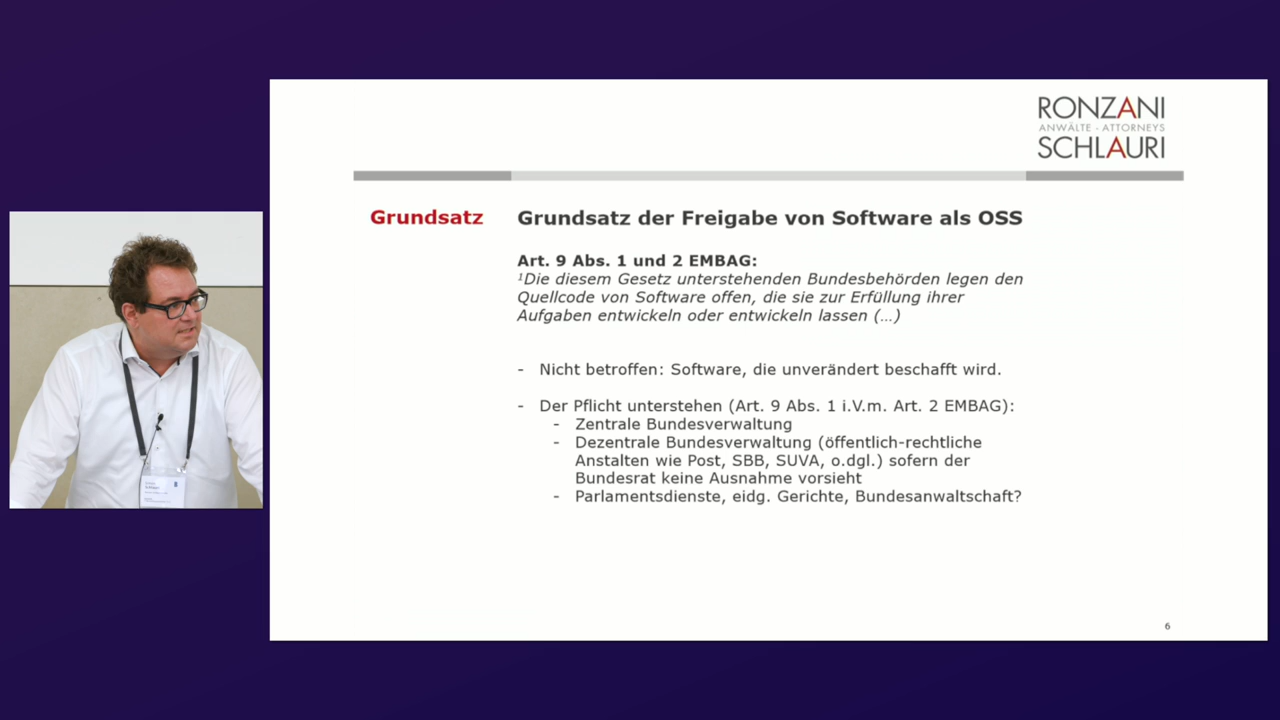 RONZANI
ANWÄLTE - ATTORNEYS
SCHLAURI
Grundsatz
Grundsatz der Freigabe von Software als OSS
Art. 9 Abs. 1 und 2 EMBAG:
¹Die diesem Gesetz unterstehenden Bundesbehörden legen den
Quellcode von Software offen, die sie zur Erfüllung ihrer
Aufgaben entwickeln oder entwickeln lassen (…)
- Nicht betroffen: Software, die unverändert beschafft wird.
- Der Pflicht unterstehen (Art. 9 Abs. 1 i.V.m. Art. 2 EMBAG):
- Zentrale Bundesverwaltung
- Dezentrale Bundesverwaltung (öffentlich-rechtliche
Anstalten wie Post, SBB, SUVA, o.dgl.) sofern der
Bundesrat keine Ausnahme vorsieht
- Parlamentsdienste, eidg. Gerichte, Bundesanwaltschaft?
6